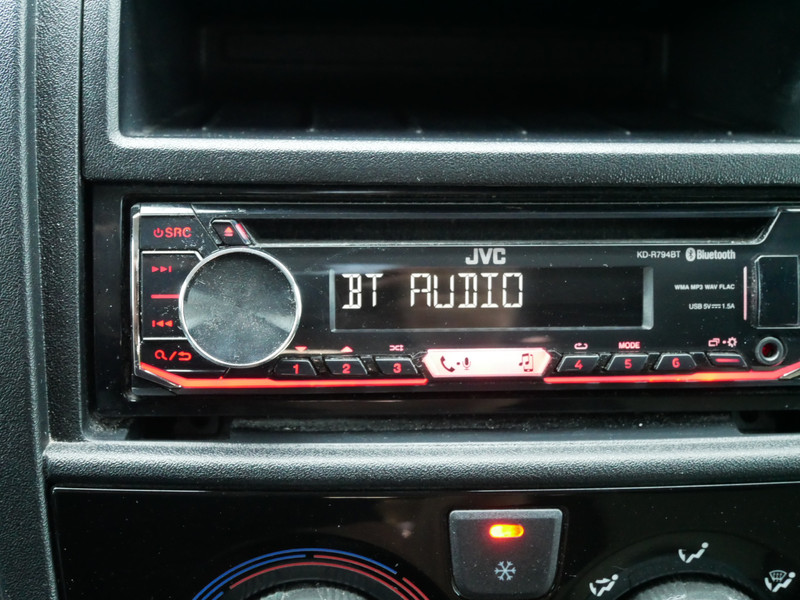 SRC
JVC
KD-R794BT Bluetooth
BT AUDIO
WMA MP3 WAV FLAC
USB 5V 1.5A
MODE
1 2 3 4 5 6